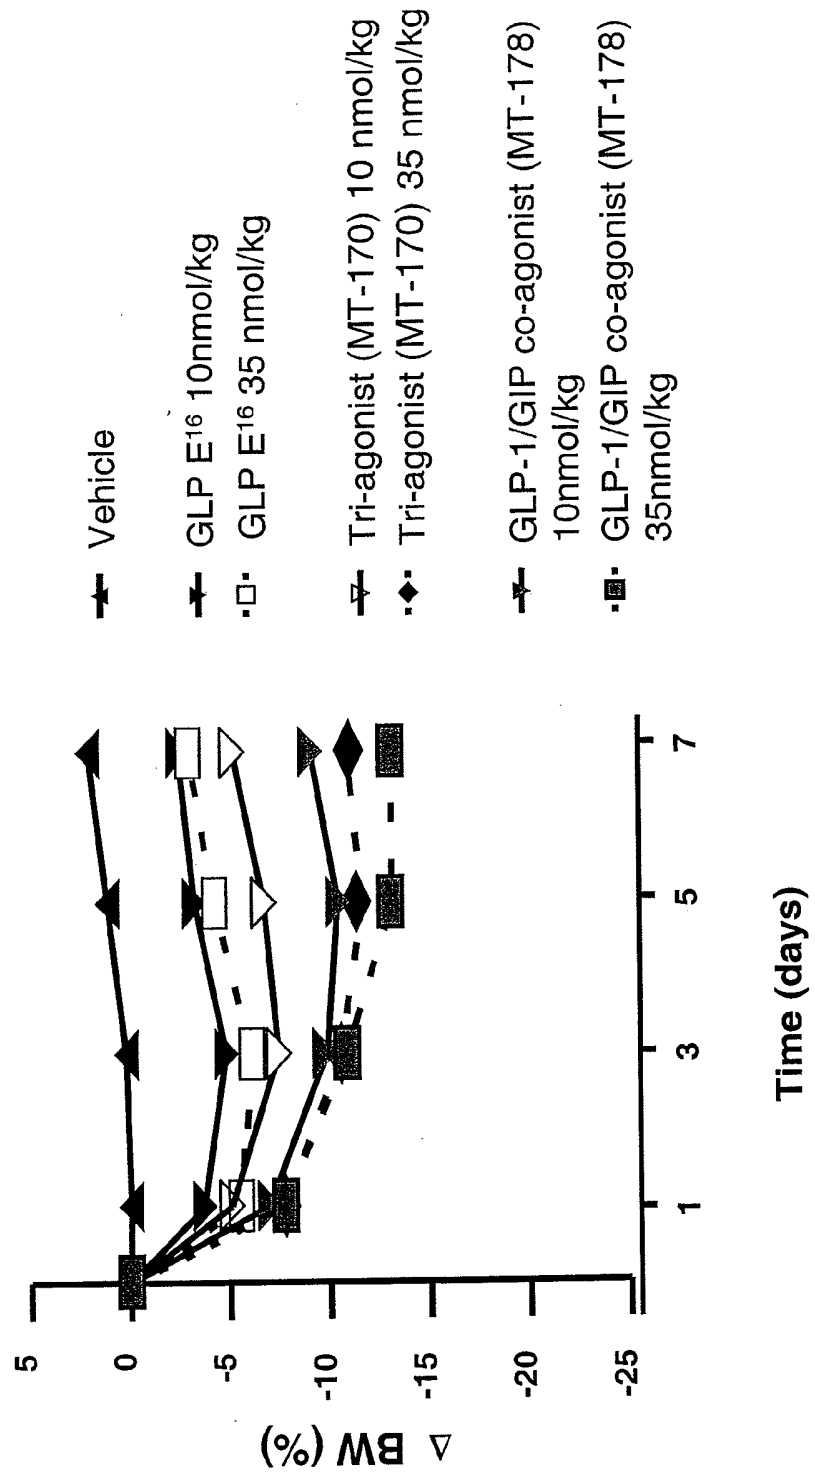 5
0
-5
-10
-15
-20
-25
Δ BW (%)
1
3
5
7
Time (days)
Vehicle
GLP E¹⁶ 10nmol/kg
GLP E¹⁶ 35 nmol/kg
Tri-agonist (MT-170) 10 nmol/kg
Tri-agonist (MT-170) 35 nmol/kg
GLP-1/GIP co-agonist (MT-178)
10nmol/kg
GLP-1/GIP co-agonist (MT-178)
35nmol/kg